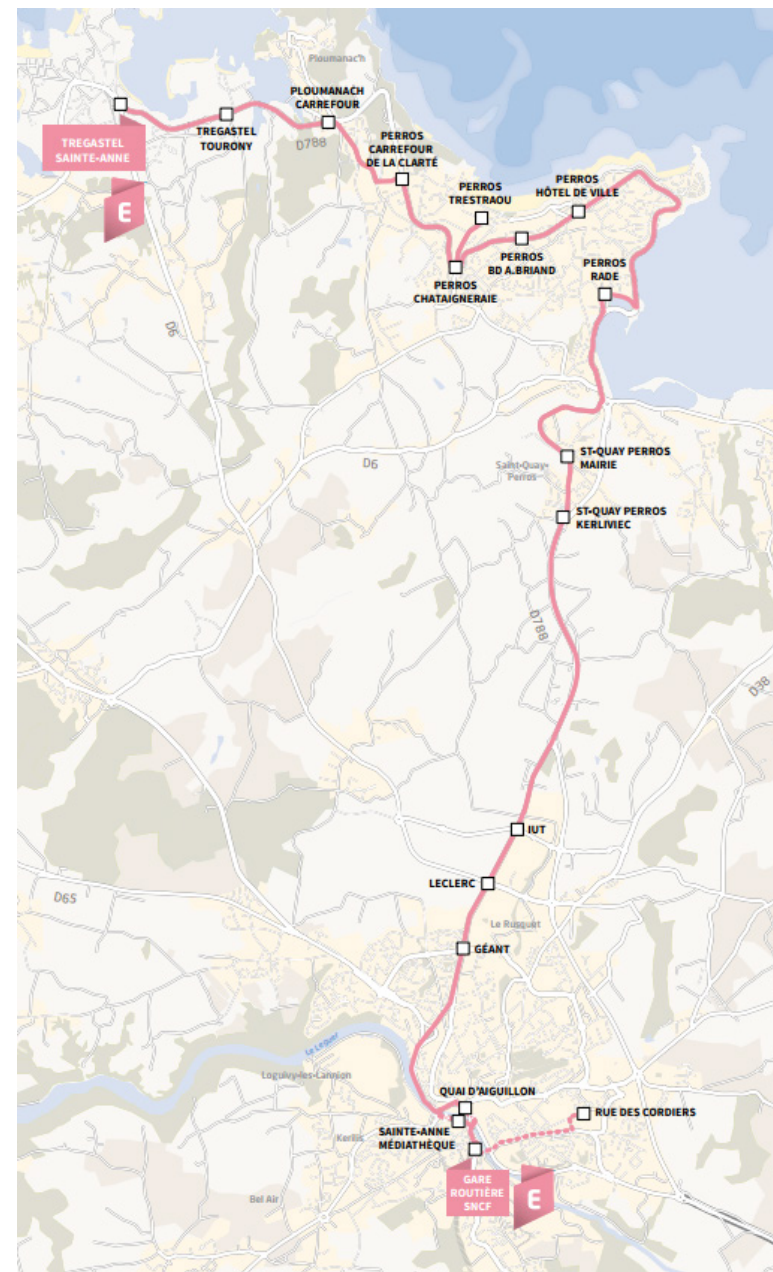 Ploumanac'h
PLOUMANACH
CARREFOUR
TREGASTEL
SAINTE-ANNE
E
TREGASTEL
TOURONY
D788
PERROS
CARREFOUR
DE LA CLARTÉ
PERROS
TRESTRAOU
PERROS
HÔTEL DE VILLE
PERROS
BD A.BRIAND
PERROS
CHATAIGNERAIE
PERROS
RADE
D6
D6
Saint-Quay-
Perros
ST-QUAY PERROS
MAIRIE
ST-QUAY PERROS
KERLIVIEC
D788
D38
IUT
LECLERC
D65
Le Rusquet
GÉANT
Le Leguer
Loguivy-les-Lannion
QUAI D'AIGUILLON
RUE DES CORDIERS
SAINTE-ANNE
MÉDIATHÈQUE
Kerilis
GARE
ROUTIÈRE
SNCF
E
Bel Air